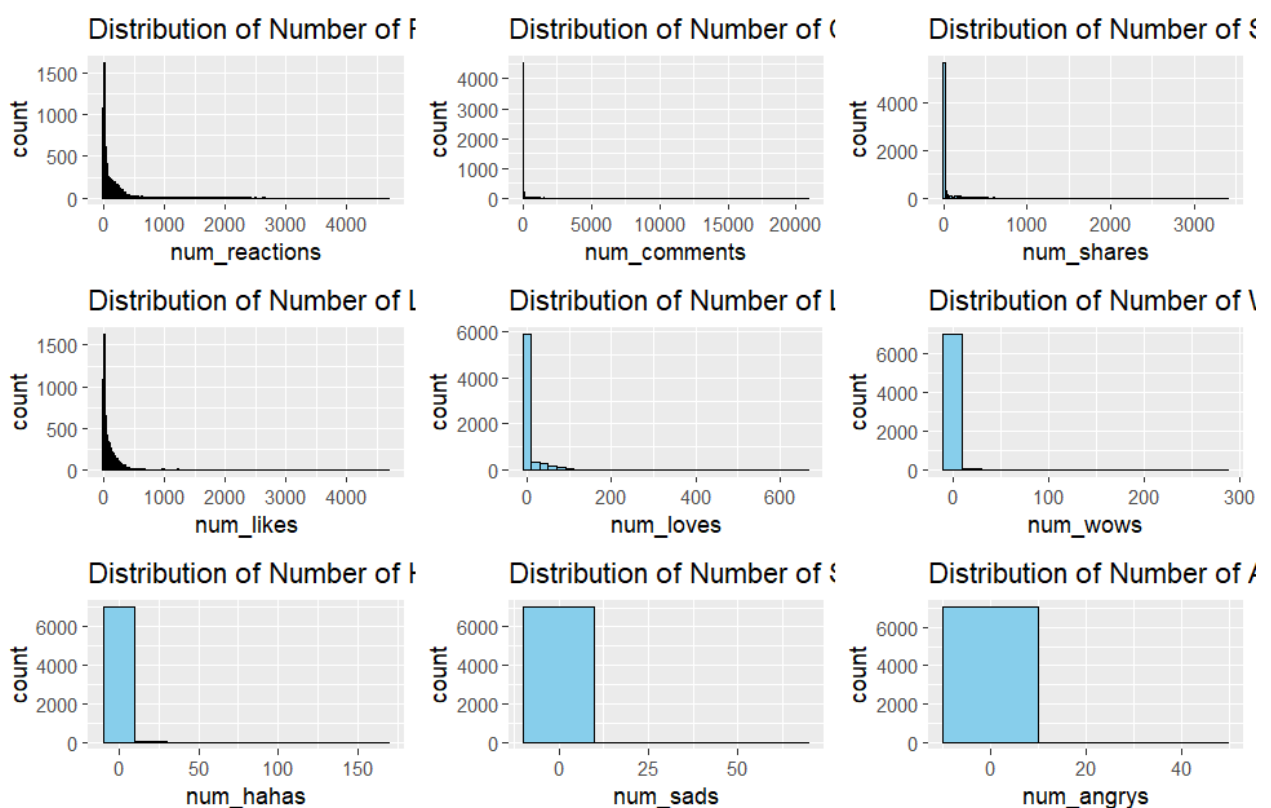 Distribution of Number of F
1500
1000
500
0
count
0 1000 2000 3000 4000
num_reactions
Distribution of Number of C
4000
3000
2000
1000
0
count
0 5000 10000 15000 20000
num_comments
Distribution of Number of S
4000
2000
0
count
0 1000 2000 3000
num_shares
Distribution of Number of L
1500
1000
500
0
count
0 1000 2000 3000 4000
num_likes
Distribution of Number of L
6000
4000
2000
0
count
0 200 400 600
num_loves
Distribution of Number of
6000
4000
2000
0
count
0 100 200 300
num_wows
Distribution of Number of H
6000
4000
2000
0
count
0 50 100 150
num_hahas
Distribution of Number of S
6000
4000
2000
0
count
0 25 50
num_sads
Distribution of Number of A
6000
4000
2000
0
count
0 20 40
num_angrys